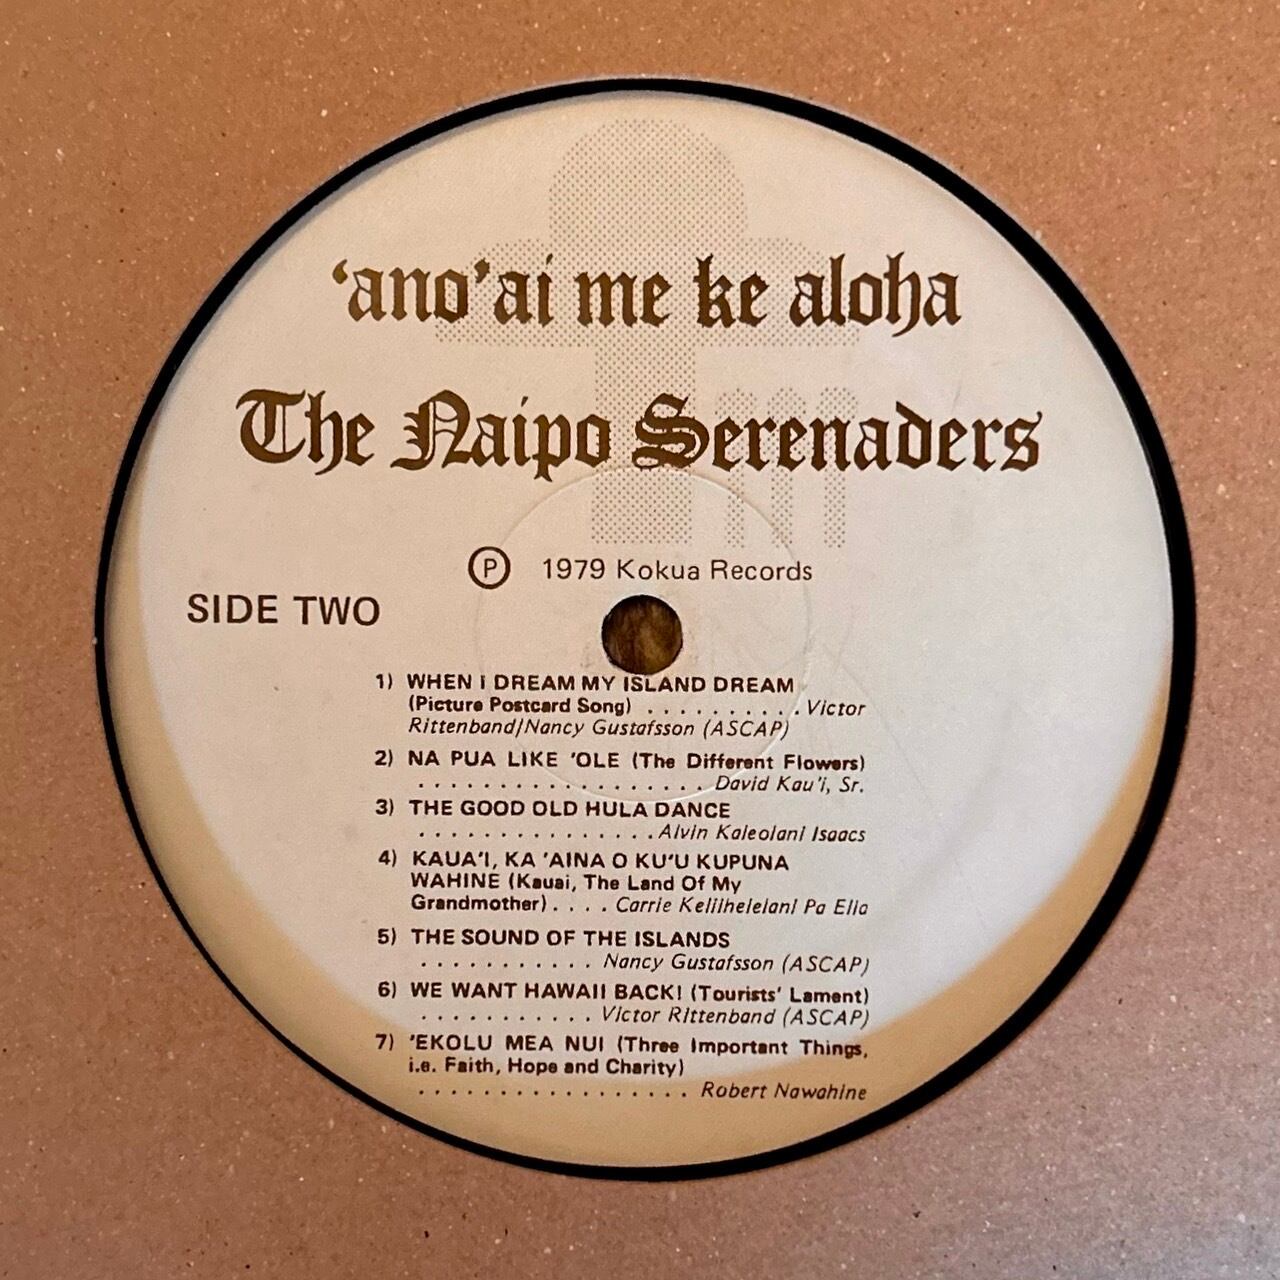 ‘ano’ai me ke aloha
The Naipo Serenaders
Ⓟ 1979 Kokua Records
SIDE TWO
1) WHEN I DREAM MY ISLAND DREAM
(Picture Postcard Song) . . . . . . . . . . Victor
Rittenband/Nancy Gustafsson (ASCAP)
2) NA PUA LIKE 'OLE (The Different Flowers)
. . . . . . . . . . . . . . . . . . David Kau'i, Sr.
3) THE GOOD OLD HULA DANCE
. . . . . . . . . . . . . . . Alvin Kaleolani Isaacs
4) KAUA'I, KA 'AINA O KU'U KUPUNA
WAHINE (Kauai, The Land Of My
Grandmother) . . . . Carrie Keliihelelani Pa Ella
5) THE SOUND OF THE ISLANDS
. . . . . . . . . . . Nancy Gustafsson (ASCAP)
6) WE WANT HAWAII BACK! (Tourists' Lament)
. . . . . . . . . . . Victor Rittenband (ASCAP)
7) 'EKOLU MEA NUI (Three Important Things,
i.e. Faith, Hope and Charity)
. . . . . . . . . . . . . . . . . Robert Nawahine